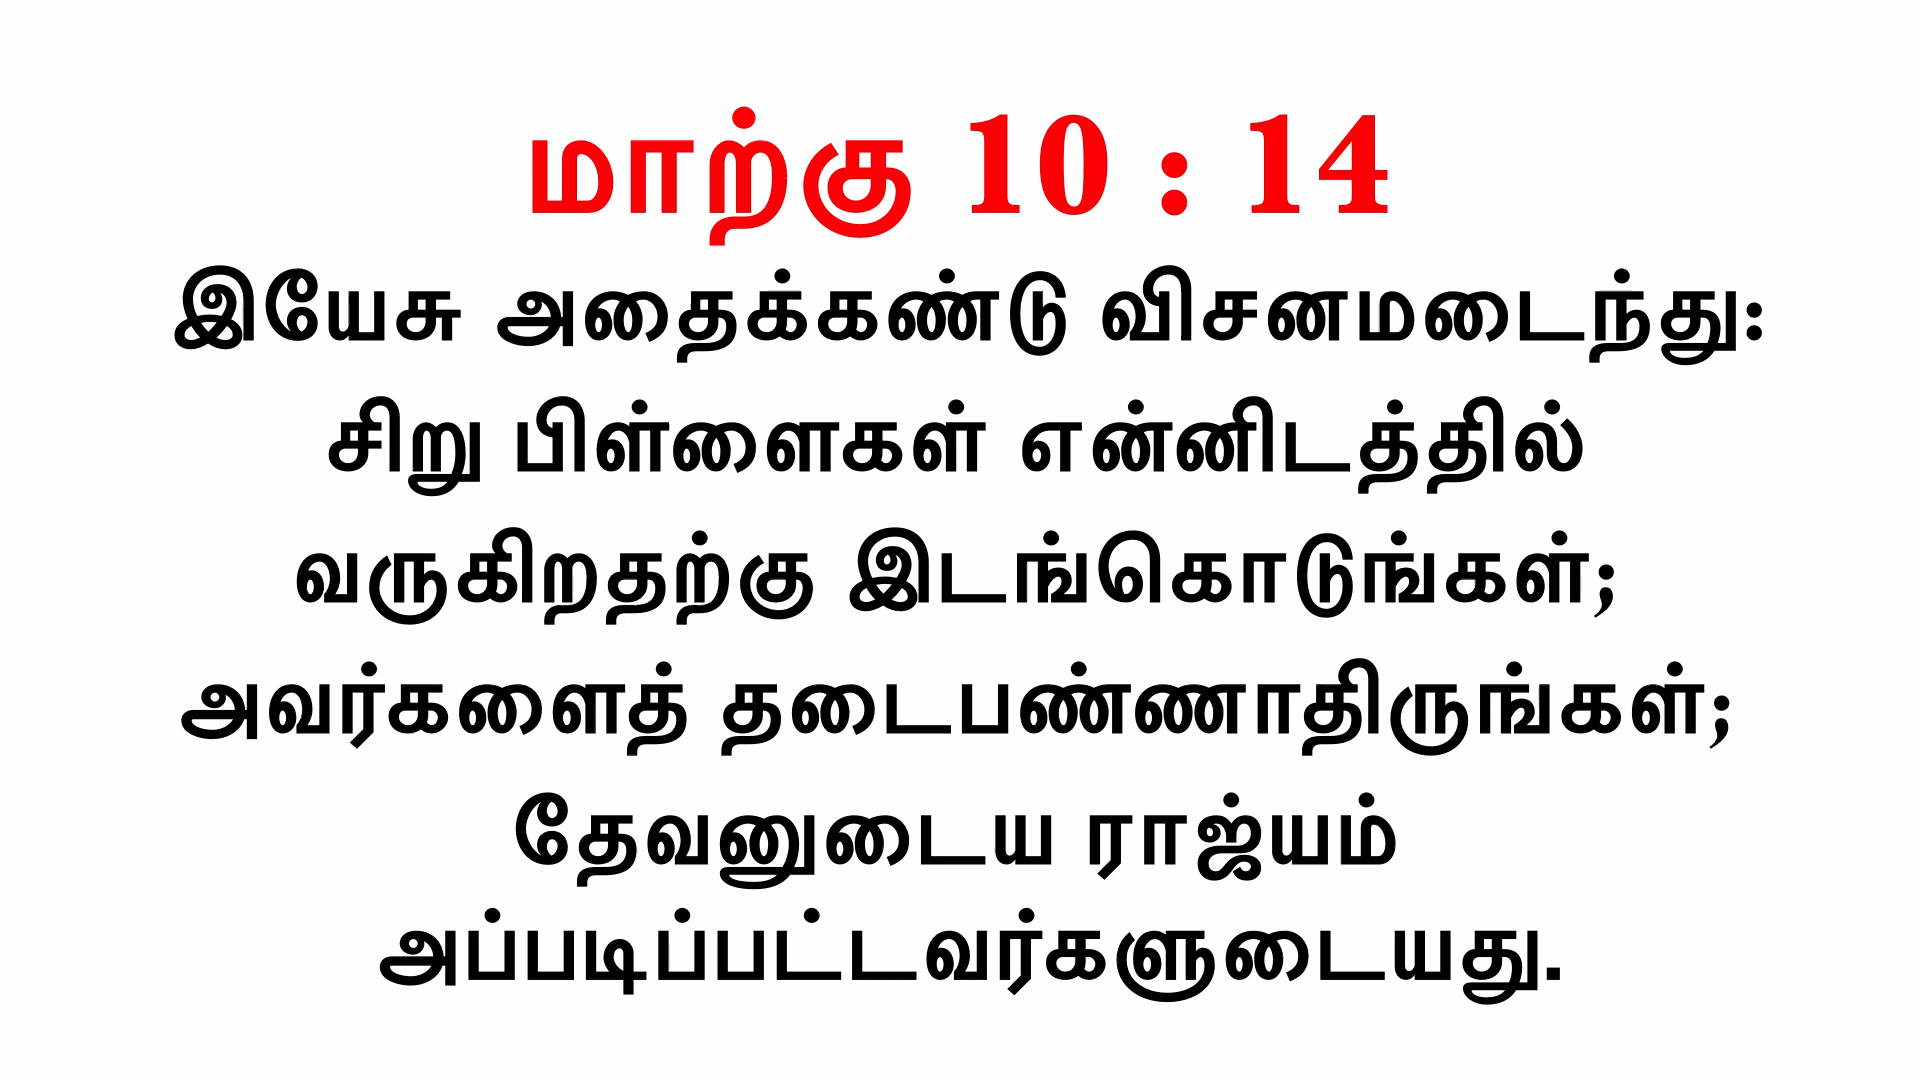 மாற்கு 10 : 14
இயேசு அதைக்கண்டு விசனமடைந்து:
சிறு பிள்ளைகள் என்னிடத்தில்
வருகிறதற்கு இடங்கொடுங்கள்;
அவர்களைத் தடைபண்ணாதிருங்கள்;
தேவனுடைய ராஜ்யம்
அப்படிப்பட்டவர்களுடையது.